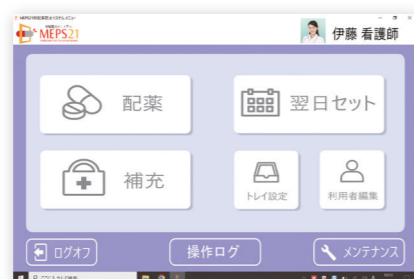 MEPS21
伊藤 看護師
配薬
翌日セット
補充
トレイ設定
利用者編集
ログオフ
操作ログ
メンテナンス